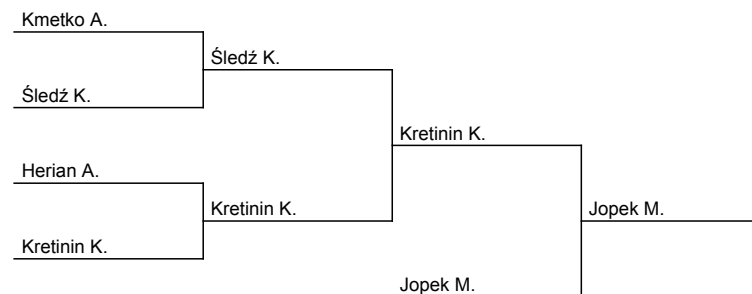 Kmetko A.
Śledź K.
Śledź K.
Kretinin K.
Herian A.
Kretinin K.
Jopek M.
Kretinin K.
Jopek M.